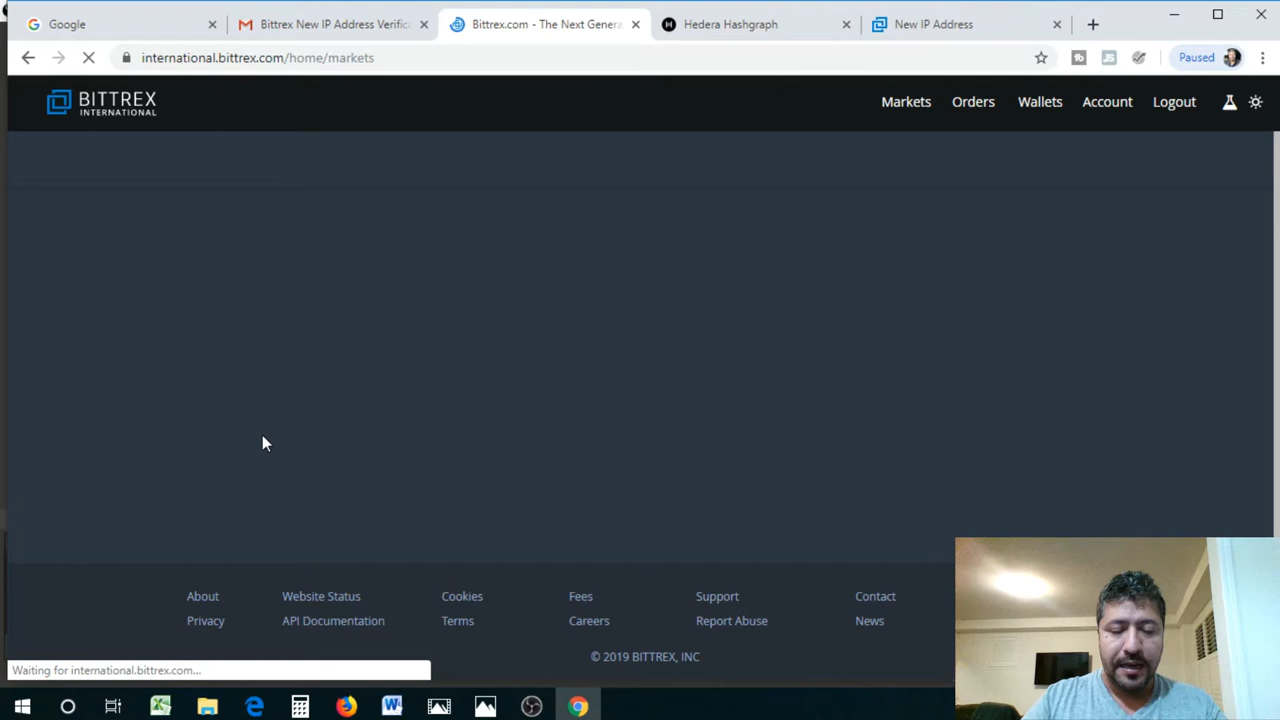 Google
Bittrex New IP Address Verific
Bittrex.com - The Next Genera
Hedera Hashgraph
New IP Address
international.bittrex.com/home/markets
Paused
BITTREX
INTERNATIONAL
Markets
Orders
Wallets
Account
Logout
About
Website Status
Cookies
Fees
Support
Contact
Privacy
API Documentation
Terms
Careers
Report Abuse
News
© 2019 BITTREX, INC
Waiting for international.bittrex.com...